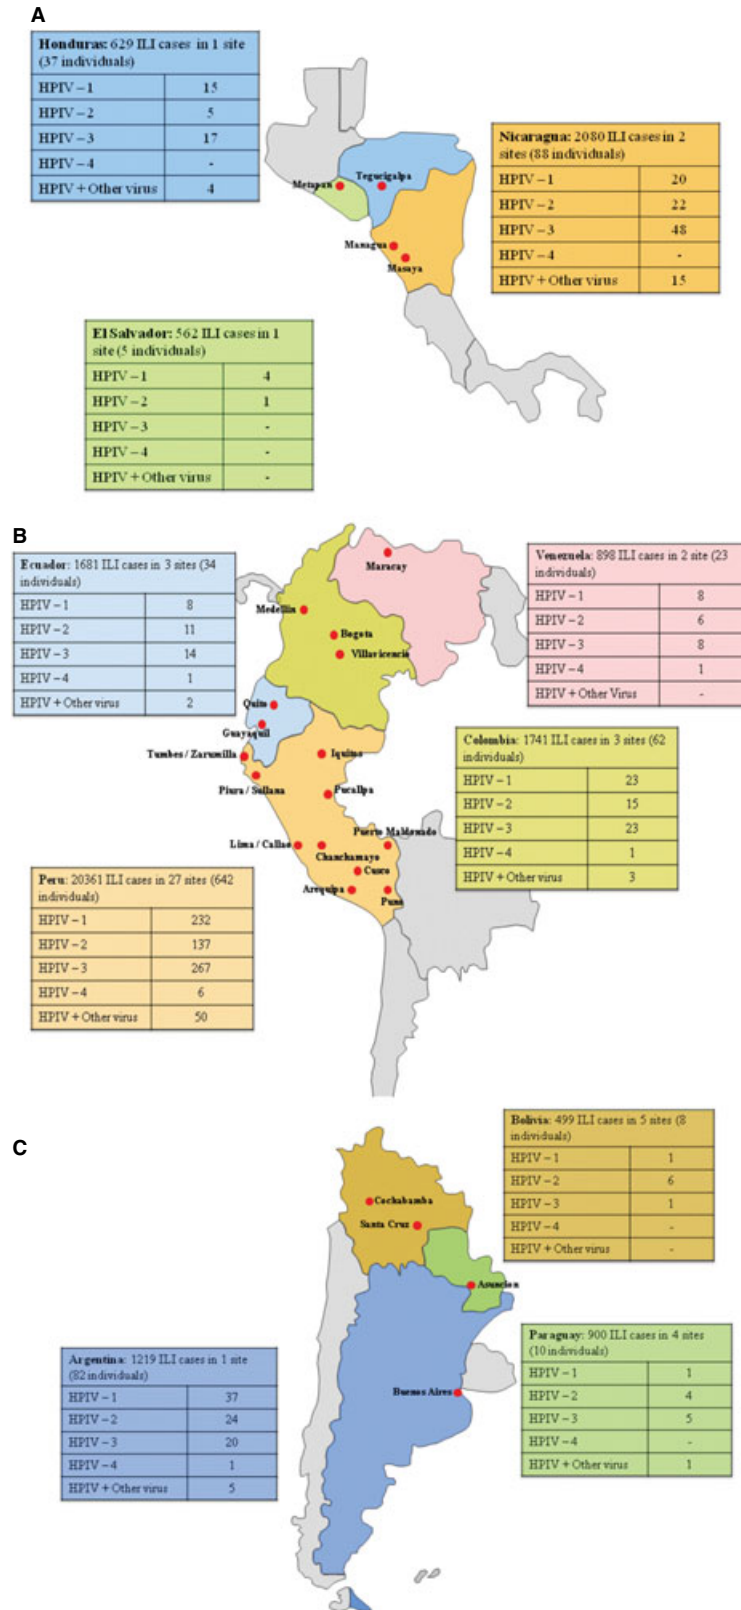 A
Honduras: 629 ILI cases in 1 site
(37 individuals)
HPIV – 1 15
HPIV – 2 5
HPIV – 3 17
HPIV – 4 -
HPIV + Other virus 4
Nicaragua: 2080 ILI cases in 2
sites (88 individuals)
HPIV – 1 20
HPIV – 2 22
HPIV – 3 48
HPIV – 4 -
HPIV + Other virus 15
Metapan
Tegucigalpa
Managua
Masaya
El Salvador: 562 ILI cases in 1
site (5 individuals)
HPIV – 1 4
HPIV – 2 1
HPIV – 3 -
HPIV – 4 -
HPIV + Other virus -
B
Ecuador: 1681 ILI cases in 3 sites (34
individuals)
HPIV – 1 8
HPIV – 2 11
HPIV – 3 14
HPIV – 4 1
HPIV + Other virus 2
Venezuela: 898 ILI cases in 2 site (23
individuals)
HPIV – 1 8
HPIV – 2 6
HPIV – 3 8
HPIV – 4 1
HPIV + Other Virus -
Maracay
Medellin
Bogota
Villavicencio
Quito
Guayaquil
Tumbes / Zarumilla
Iquitos
Piura / Sullana
Pucallpa
Puerto Maldonado
Lima / Callao
Chanchamayo
Cusco
Arequipa
Puno
Colombia: 1741 ILI cases in 3 sites (62
individuals)
HPIV – 1 23
HPIV – 2 15
HPIV – 3 23
HPIV – 4 1
HPIV + Other virus 3
Peru: 20361 ILI cases in 27 sites (642
individuals)
HPIV – 1 232
HPIV – 2 137
HPIV – 3 267
HPIV – 4 6
HPIV + Other virus 50
C
Bolivia: 499 ILI cases in 5 sites (8
individuals)
HPIV – 1 1
HPIV – 2 6
HPIV – 3 1
HPIV – 4 -
HPIV + Other virus -
Cochabamba
Santa Cruz
Asuncion
Buenos Aires
Argentina: 1219 ILI cases in 1 site
(82 individuals)
HPIV – 1 37
HPIV – 2 24
HPIV – 3 20
HPIV – 4 1
HPIV + Other virus 5
Paraguay: 900 ILI cases in 4 sites
(10 individuals)
HPIV – 1 1
HPIV – 2 4
HPIV – 3 5
HPIV – 4 -
HPIV + Other virus 1